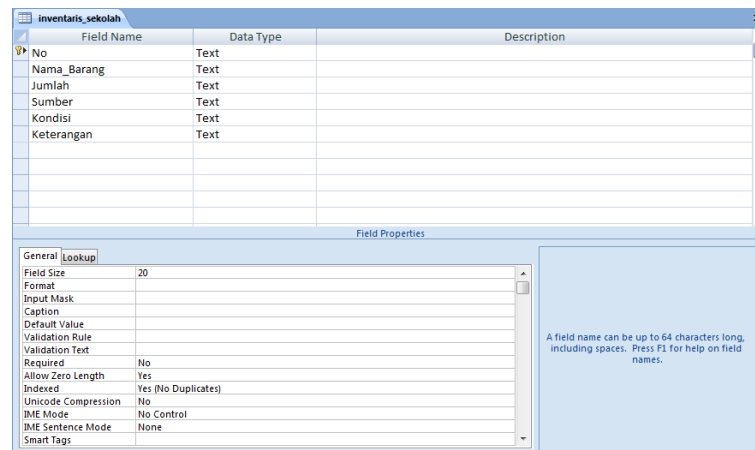 inventaris_sekolah
Field Name Data Type Description
No Text
Nama_Barang Text
Jumlah Text
Sumber Text
Kondisi Text
Keterangan Text
Field Properties
General Lookup
Field Size 20
Format
Input Mask
Caption
Default Value
Validation Rule
Validation Text
Required No
Allow Zero Length Yes
Indexed Yes (No Duplicates)
Unicode Compression No
IME Mode No Control
IME Sentence Mode None
Smart Tags
A field name can be up to 64 characters long,
including spaces. Press F1 for help on field
names.